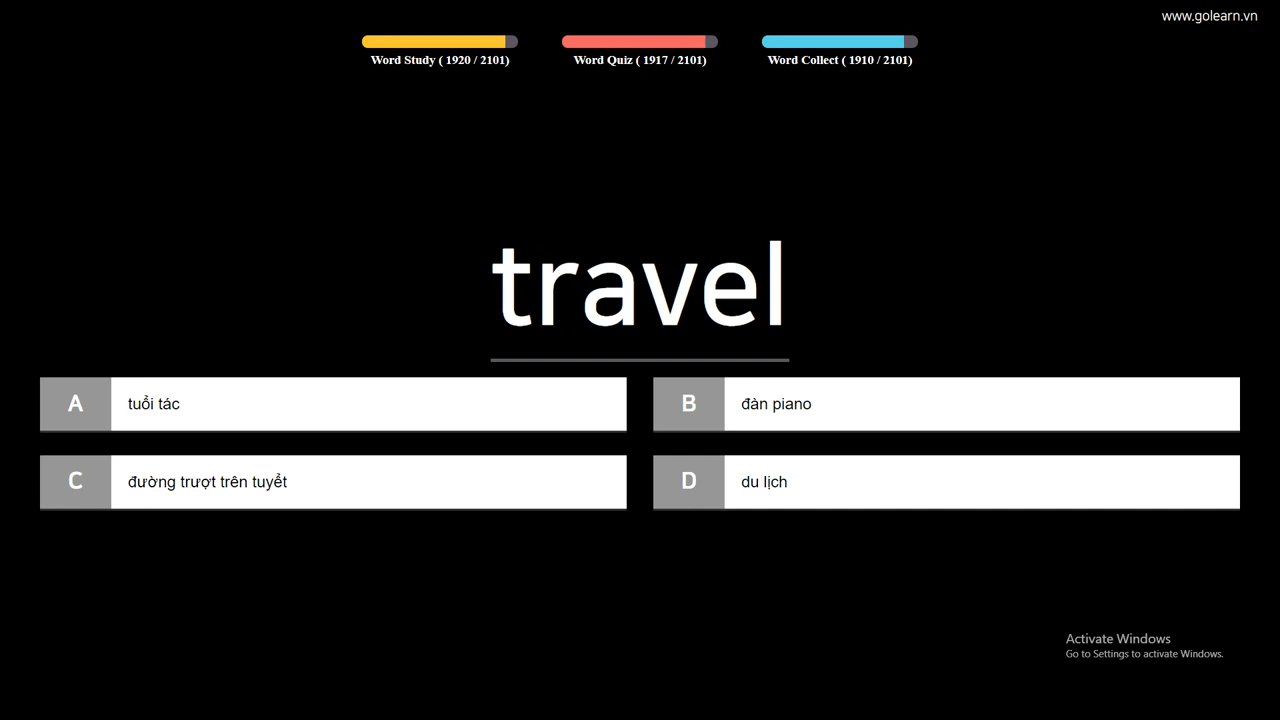 www.golearn.vn
Word Study ( 1920 / 2101)
Word Quiz ( 1917 / 2101)
Word Collect ( 1910 / 2101)
travel
A tuổi tác
B đàn piano
C đường trượt trên tuyểt
D du lịch
Activate Windows
Go to Settings to activate Windows.